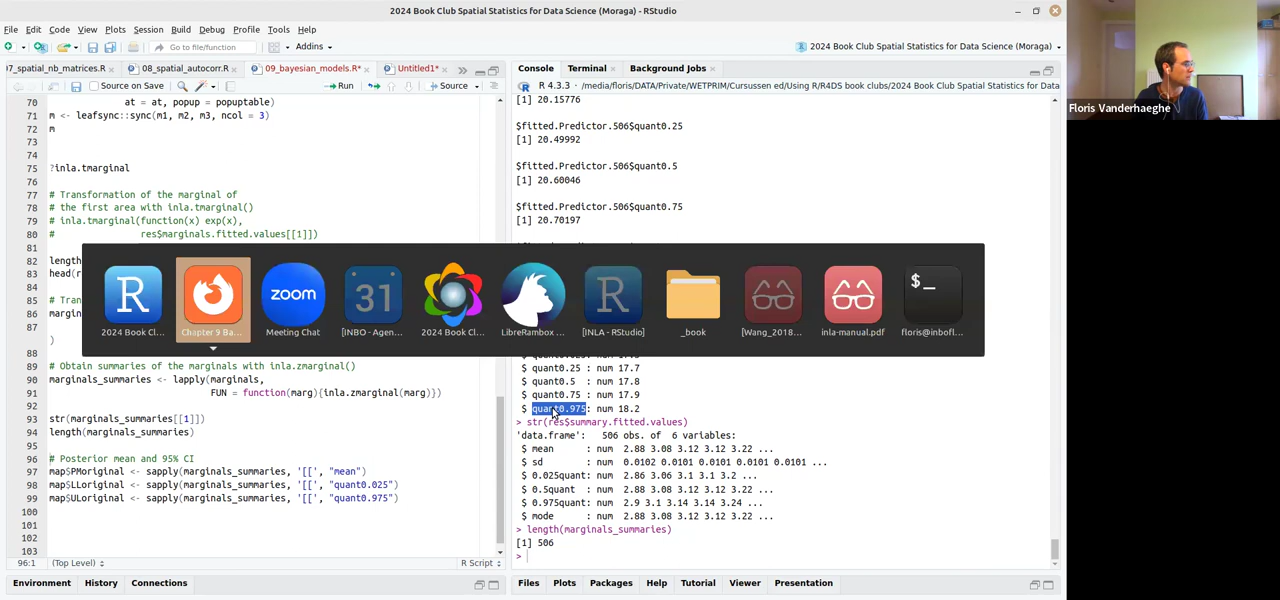 2024 Book Club Spatial Statistics for Data Science (Moraga) - RStudio
File Edit Code View Plots Session Build Debug Profile Tools Help
Go to file/function
Addins
2024 Book Club Spatial Statistics for Data Science (Moraga)
7_spatial_nb_matrices.R
08_spatial_autocorr.R
09_bayesian_models.R*
Untitled1*
Source on Save
Run
Source
70 at = at, popup = popuptable)
71 m <- leafsync::sync(m1, m2, m3, ncol = 3)
72 m
73
74
75 ?inla.tmarginal
76
77 # Transformation of the marginal of
78 # the first area with inla.tmarginal()
79 # inla.tmarginal(function(x) exp(x),
80 # res$marginals.fitted.values[[1]])
81
82 length
83 head(r
84
85 # Tra
86 margin
87
)
88
89 # Obtain summaries of the marginals with inla.zmarginal()
90 marginals_summaries <- lapply(marginals,
91 FUN = function(marg){inla.zmarginal(marg)})
92
93 str(marginals_summaries[[1]])
94 length(marginals_summaries)
95
96 # Posterior mean and 95% CI
97 map$PMoriginal <- sapply(marginals_summaries, '[[', "mean")
98 map$LLoriginal <- sapply(marginals_summaries, '[[', "quant0.025")
99 map$ULoriginal <- sapply(marginals_summaries, '[[', "quant0.975")
100
101
102
103
96:1 (Top Level) R Script
Environment History Connections
Console Terminal Background Jobs
R 4.3.3 · /media/floris/DATA/Private/WETPRIM/Cursussen ed/Using R/R4DS book clubs/2024 Book Club Spatial Statistics for Data
[1] 20.15776
$fitted.Predictor.506$quant0.25
[1] 20.49992
$fitted.Predictor.506$quant0.5
[1] 20.60046
$fitted.Predictor.506$quant0.75
[1] 20.70197
$ quant0.25 : num 17.7
$ quant0.5 : num 17.8
$ quant0.75 : num 17.9
$ quant0.975: num 18.2
> str(res$summary.fitted.values)
'data.frame': 506 obs. of 6 variables:
$ mean : num 2.88 3.08 3.12 3.12 3.22 ...
$ sd : num 0.0102 0.0101 0.0101 0.0101 0.0101 ...
$ 0.025quant: num 2.86 3.06 3.1 3.1 3.2 ...
$ 0.5quant : num 2.88 3.08 3.12 3.12 3.22 ...
$ 0.975quant: num 2.9 3.1 3.14 3.14 3.24 ...
$ mode : num 2.88 3.08 3.12 3.12 3.22 ...
> length(marginals_summaries)
[1] 506
>
Files Plots Packages Help Tutorial Viewer Presentation
R
zoom
31
R
$_
2024 Book Cl...
Chapter 9 Ba...
Meeting Chat
[INBO - Agen...
2024 Book Cl...
LibreRambox ...
[INLA - RStudio]
_book
[Wang_2018...
inla-manual.pdf
floris@inbofl...
Floris Vanderhaeghe